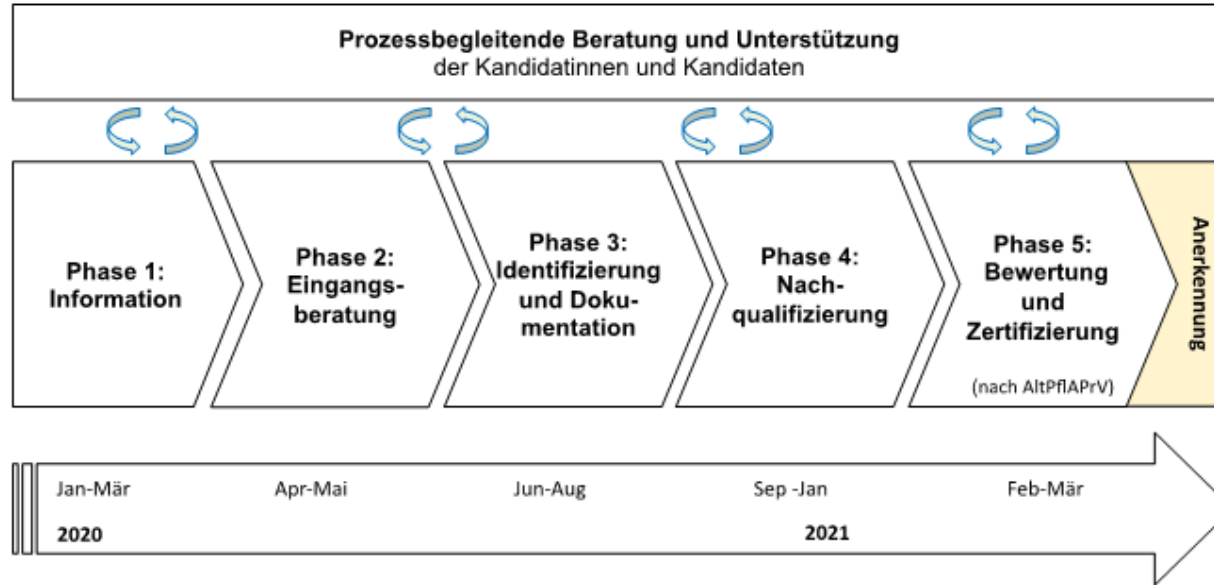 Prozessbegleitende Beratung und Unterstützung
der Kandidatinnen und Kandidaten
Phase 1:
Information
Phase 2:
Eingangs-
beratung
Phase 3:
Identifizierung
und Doku-
mentation
Phase 4:
Nach-
qualifizierung
Phase 5:
Bewertung
und
Zertifizierung
(nach AltPflAPrV)
Anerkennung
Jan-Mär
Apr-Mai
Jun-Aug
Sep -Jan
Feb-Mär
2020
2021